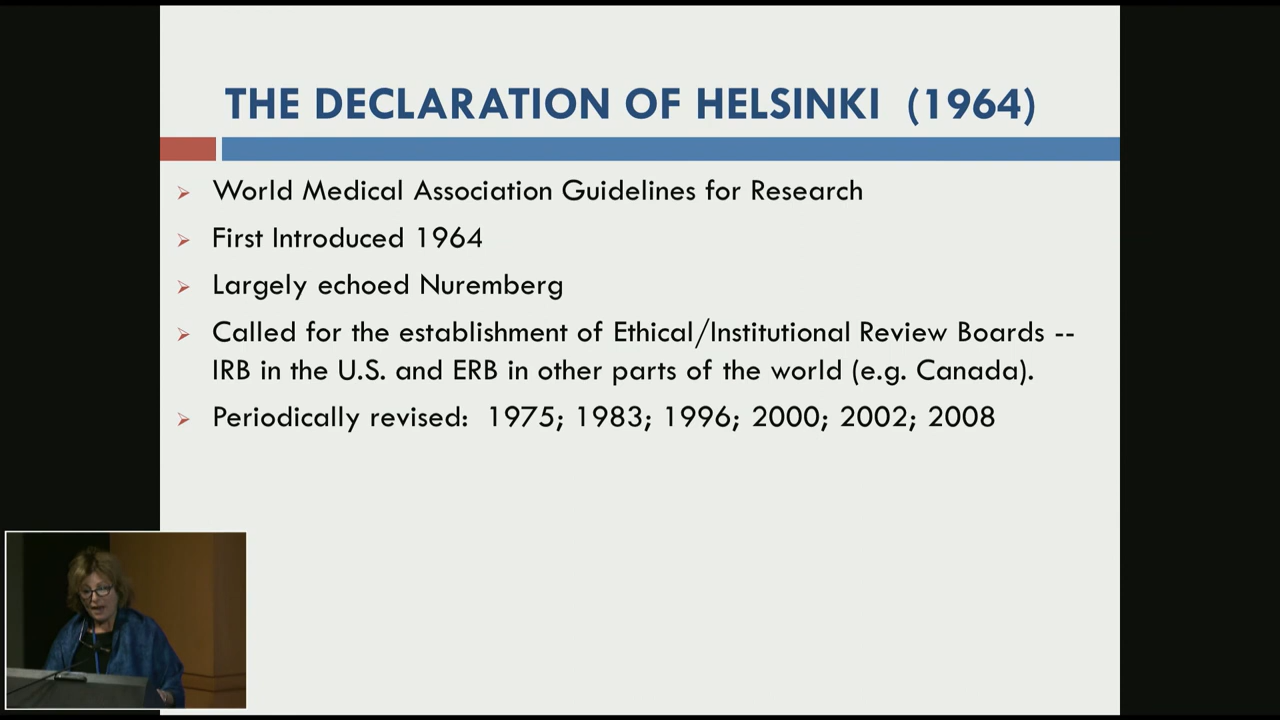 THE DECLARATION OF HELSINKI (1964)
World Medical Association Guidelines for Research
First Introduced 1964
Largely echoed Nuremberg
Called for the establishment of Ethical/Institutional Review Boards --
IRB in the U.S. and ERB in other parts of the world (e.g. Canada).
Periodically revised: 1975; 1983; 1996; 2000; 2002; 2008